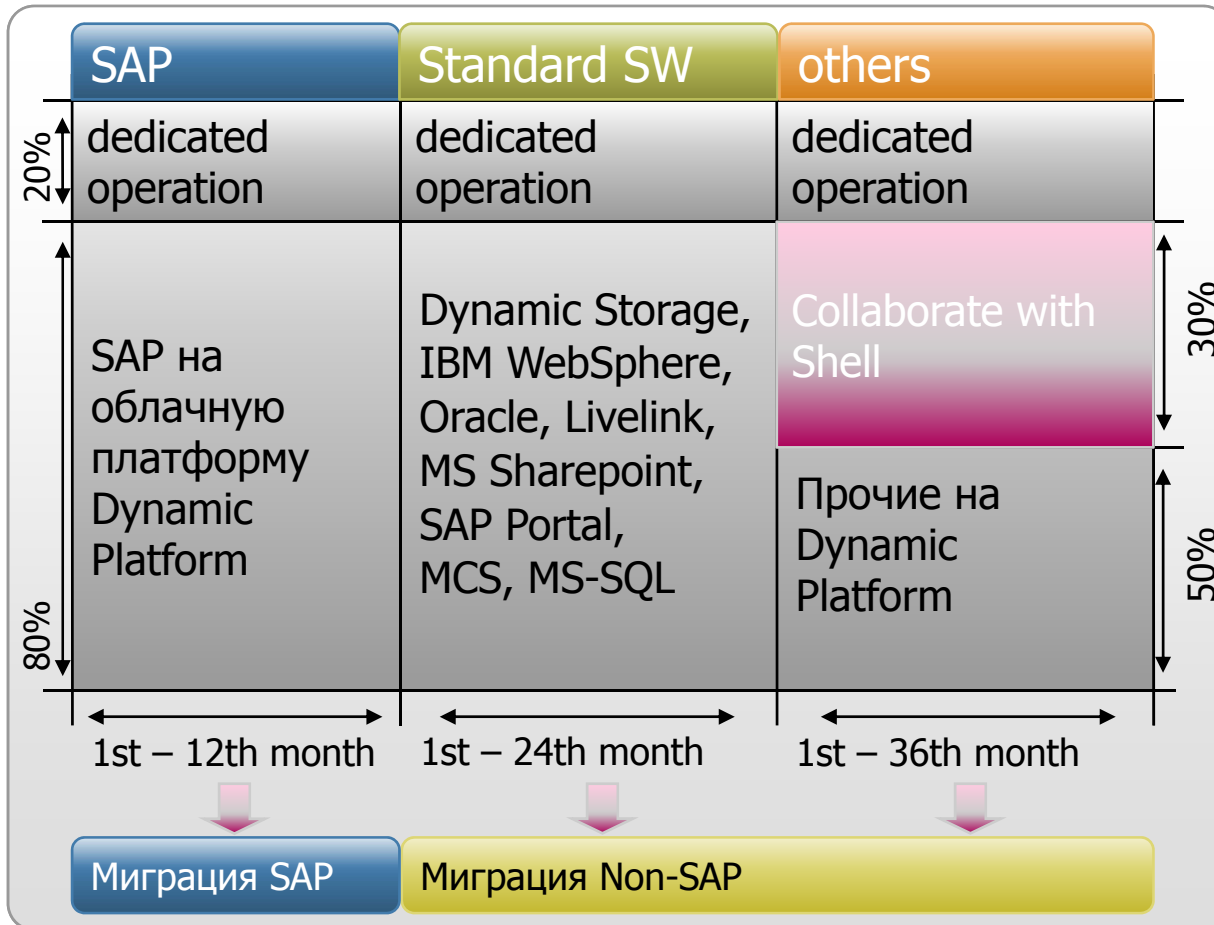 SAP
Standard SW
others
20%
dedicated
operation
dedicated
operation
dedicated
operation
80%
SAP на
облачную
платформу
Dynamic
Platform
Dynamic Storage,
IBM WebSphere,
Oracle, Livelink,
MS Sharepoint,
SAP Portal,
MCS, MS-SQL
Collaborate with
Shell
30%
Прочие на
Dynamic
Platform
50%
1st – 12th month
1st – 24th month
1st – 36th month
Миграция SAP
Миграция Non-SAP